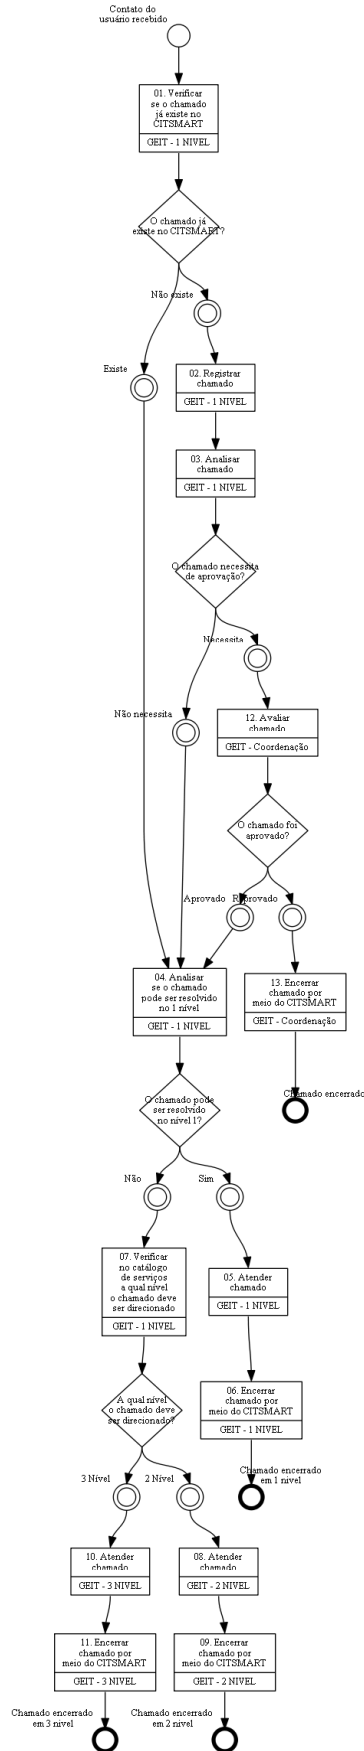 Contato do
usuário recebido
01. Verificar
se o chamado
já existe no
CITSMART
GEIT - 1 NIVEL
O chamado já
existe no CITSMART?
Não existe
Existe
02. Registrar
chamado
GEIT - 1 NIVEL
03. Analisar
chamado
GEIT - 1 NIVEL
O chamado necessita
de aprovação?
Necessita
Não necessita
12. Avaliar
chamado
GEIT - Coordenação
O chamado foi
aprovado?
Aprovado
Reprovado
04. Analisar
se o chamado
pode ser resolvido
no 1 nível
GEIT - 1 NIVEL
13. Encerrar
chamado por
meio do CITSMART
GEIT - Coordenação
Chamado encerrado
O chamado pode
ser resolvido
no nível 1?
Não
Sim
07. Verificar
no catálogo
de serviços
a qual nível
o chamado deve
ser direcionado
GEIT - 1 NIVEL
05. Atender
chamado
GEIT - 1 NIVEL
A qual nível
o chamado deve
ser direcionado?
06. Encerrar
chamado por
meio do CITSMART
GEIT - 1 NIVEL
Chamado encerrado
em 1 nivel
3 Nível
2 Nível
10. Atender
chamado
GEIT - 3 NIVEL
08. Atender
chamado
GEIT - 2 NIVEL
11. Encerrar
chamado por
meio do CITSMART
GEIT - 3 NIVEL
09. Encerrar
chamado por
meio do CITSMART
GEIT - 2 NIVEL
Chamado encerrado
em 3 nivel
Chamado encerrado
em 2 nivel